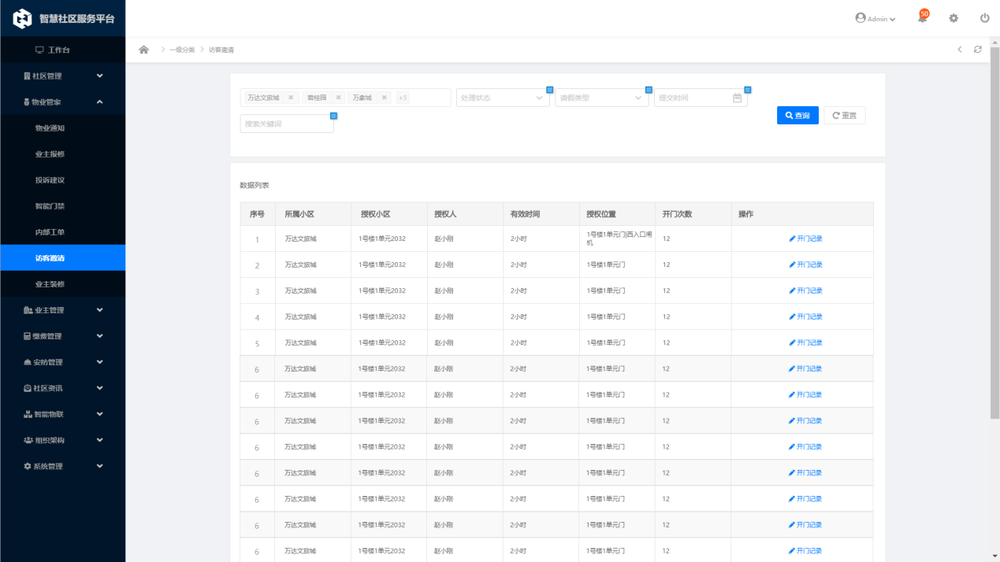 智慧社区服务平台
Admin
50
工作台
一级分类
访客邀请
社区管理
物业管家
物业通知
业主报修
投诉建议
智能门禁
内部工单
访客邀请
业主装修
业主管理
缴费管理
安防管理
社区资讯
智能物联
组织架构
系统管理
万达文旅城
碧桂园
万象城
+5
处理状态
请假类型
提交时间
搜索关键词
查询
重置
数据列表
序号 所属小区 授权小区 授权人 有效时间 授权位置 开门次数 操作
1 万达文旅城 1号楼1单元2032 赵小刚 2小时 1号楼1单元门|西入口闸 12 开门记录
机
2 万达文旅城 1号楼1单元2032 赵小刚 2小时 1号楼1单元门 12 开门记录
3 万达文旅城 1号楼1单元2032 赵小刚 2小时 1号楼1单元门 12 开门记录
4 万达文旅城 1号楼1单元2032 赵小刚 2小时 1号楼1单元门 12 开门记录
5 万达文旅城 1号楼1单元2032 赵小刚 2小时 1号楼1单元门 12 开门记录
6 万达文旅城 1号楼1单元2032 赵小刚 2小时 1号楼1单元门 12 开门记录
6 万达文旅城 1号楼1单元2032 赵小刚 2小时 1号楼1单元门 12 开门记录
6 万达文旅城 1号楼1单元2032 赵小刚 2小时 1号楼1单元门 12 开门记录
6 万达文旅城 1号楼1单元2032 赵小刚 2小时 1号楼1单元门 12 开门记录
6 万达文旅城 1号楼1单元2032 赵小刚 2小时 1号楼1单元门 12 开门记录
6 万达文旅城 1号楼1单元2032 赵小刚 2小时 1号楼1单元门 12 开门记录
6 万达文旅城 1号楼1单元2032 赵小刚 2小时 1号楼1单元门 12 开门记录
6 万达文旅城 1号楼1单元2032 赵小刚 2小时 1号楼1单元门 12 开门记录